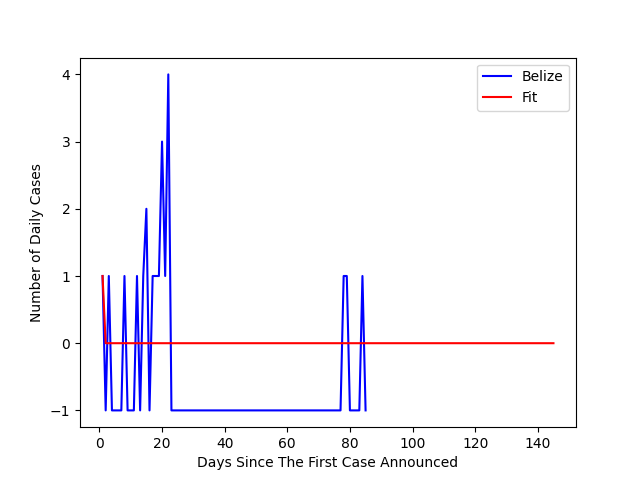 Belize
Fit
4
3
2
1
0
−1
Number of Daily Cases
0 20 40 60 80 100 120 140
Days Since The First Case Announced